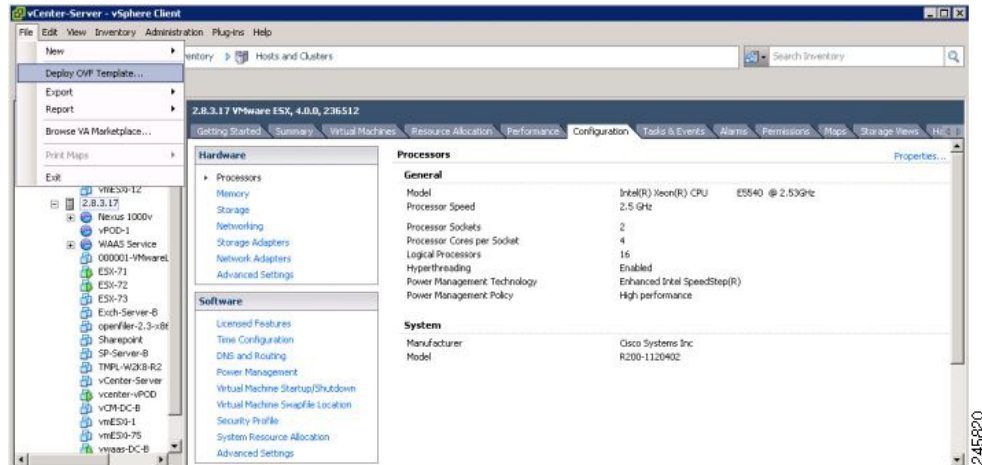 vCenter-Server - vSphere Client
File Edit View Inventory Administration Plug-ins Help
New
Deploy OVF Template...
Export
Report
Browse VA Marketplace...
Print Maps
Exit
Hosts and Clusters
Search Inventory
vmESXi-12
2.8.3.17
Nexus 1000v
vPOD-1
WAAS Service
000001-VMwareL
ESX-71
ESX-72
ESX-73
Exch-Server-B
openfiler-2.3-x86
Sharepoint
SP-Server-B
TMPL-W2K8-R2
vCenter-Server
vcenter-vPOD
vCM-DC-B
vmESXi-1
vmESXi-75
vwaas-DC-B
2.8.3.17 VMware ESX, 4.0.0, 236512
Getting Started Summary Virtual Machines Resource Allocation Performance Configuration Tasks & Events Alarms Permissions Maps Storage Views
Hardware
Processors
Memory
Storage
Networking
Storage Adapters
Network Adapters
Advanced Settings
Software
Licensed Features
Time Configuration
DNS and Routing
Power Management
Virtual Machine Startup/Shutdown
Virtual Machine Swapfile Location
Security Profile
System Resource Allocation
Advanced Settings
Processors
Properties...
General
Model Intel(R) Xeon(R) CPU E5540 @ 2.53GHz
Processor Speed 2.5 GHz
Processor Sockets 2
Processor Cores per Socket 4
Logical Processors 16
Hyperthreading Enabled
Power Management Technology Enhanced Intel SpeedStep(R)
Power Management Policy High performance
System
Manufacturer Cisco Systems Inc
Model R200-1120402
245820